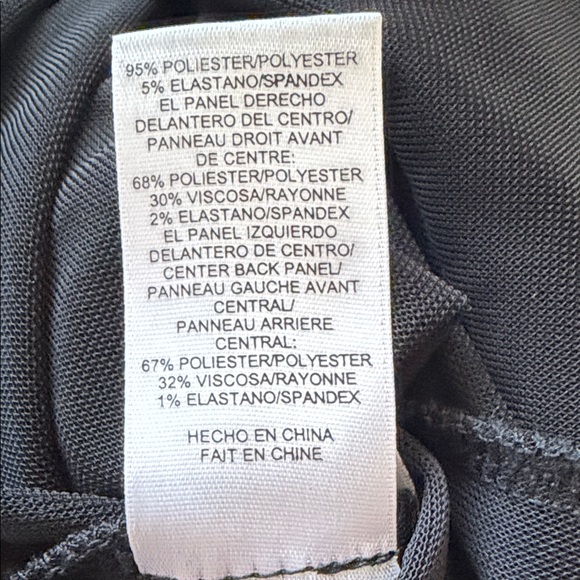 95% POLIESTER/POLYESTER
5% ELASTANO/SPANDEX
EL PANEL DERECHO
DELANTERO DEL CENTRO/
PANNEAU DROIT AVANT
DE CENTRE:
68% POLIESTER/POLYESTER
30% VISCOSA/RAYONNE
2% ELASTANO/SPANDEX
EL PANEL IZQUIERDO
DELANTERO DE CENTRO/
CENTER BACK PANEL/
PANNEAU GAUCHE AVANT
CENTRAL/
PANNEAU ARRIERE
CENTRAL:
67% POLIESTER/POLYESTER
32% VISCOSA/RAYONNE
1% ELASTANO/SPANDEX
HECHO EN CHINA
FAIT EN CHINE